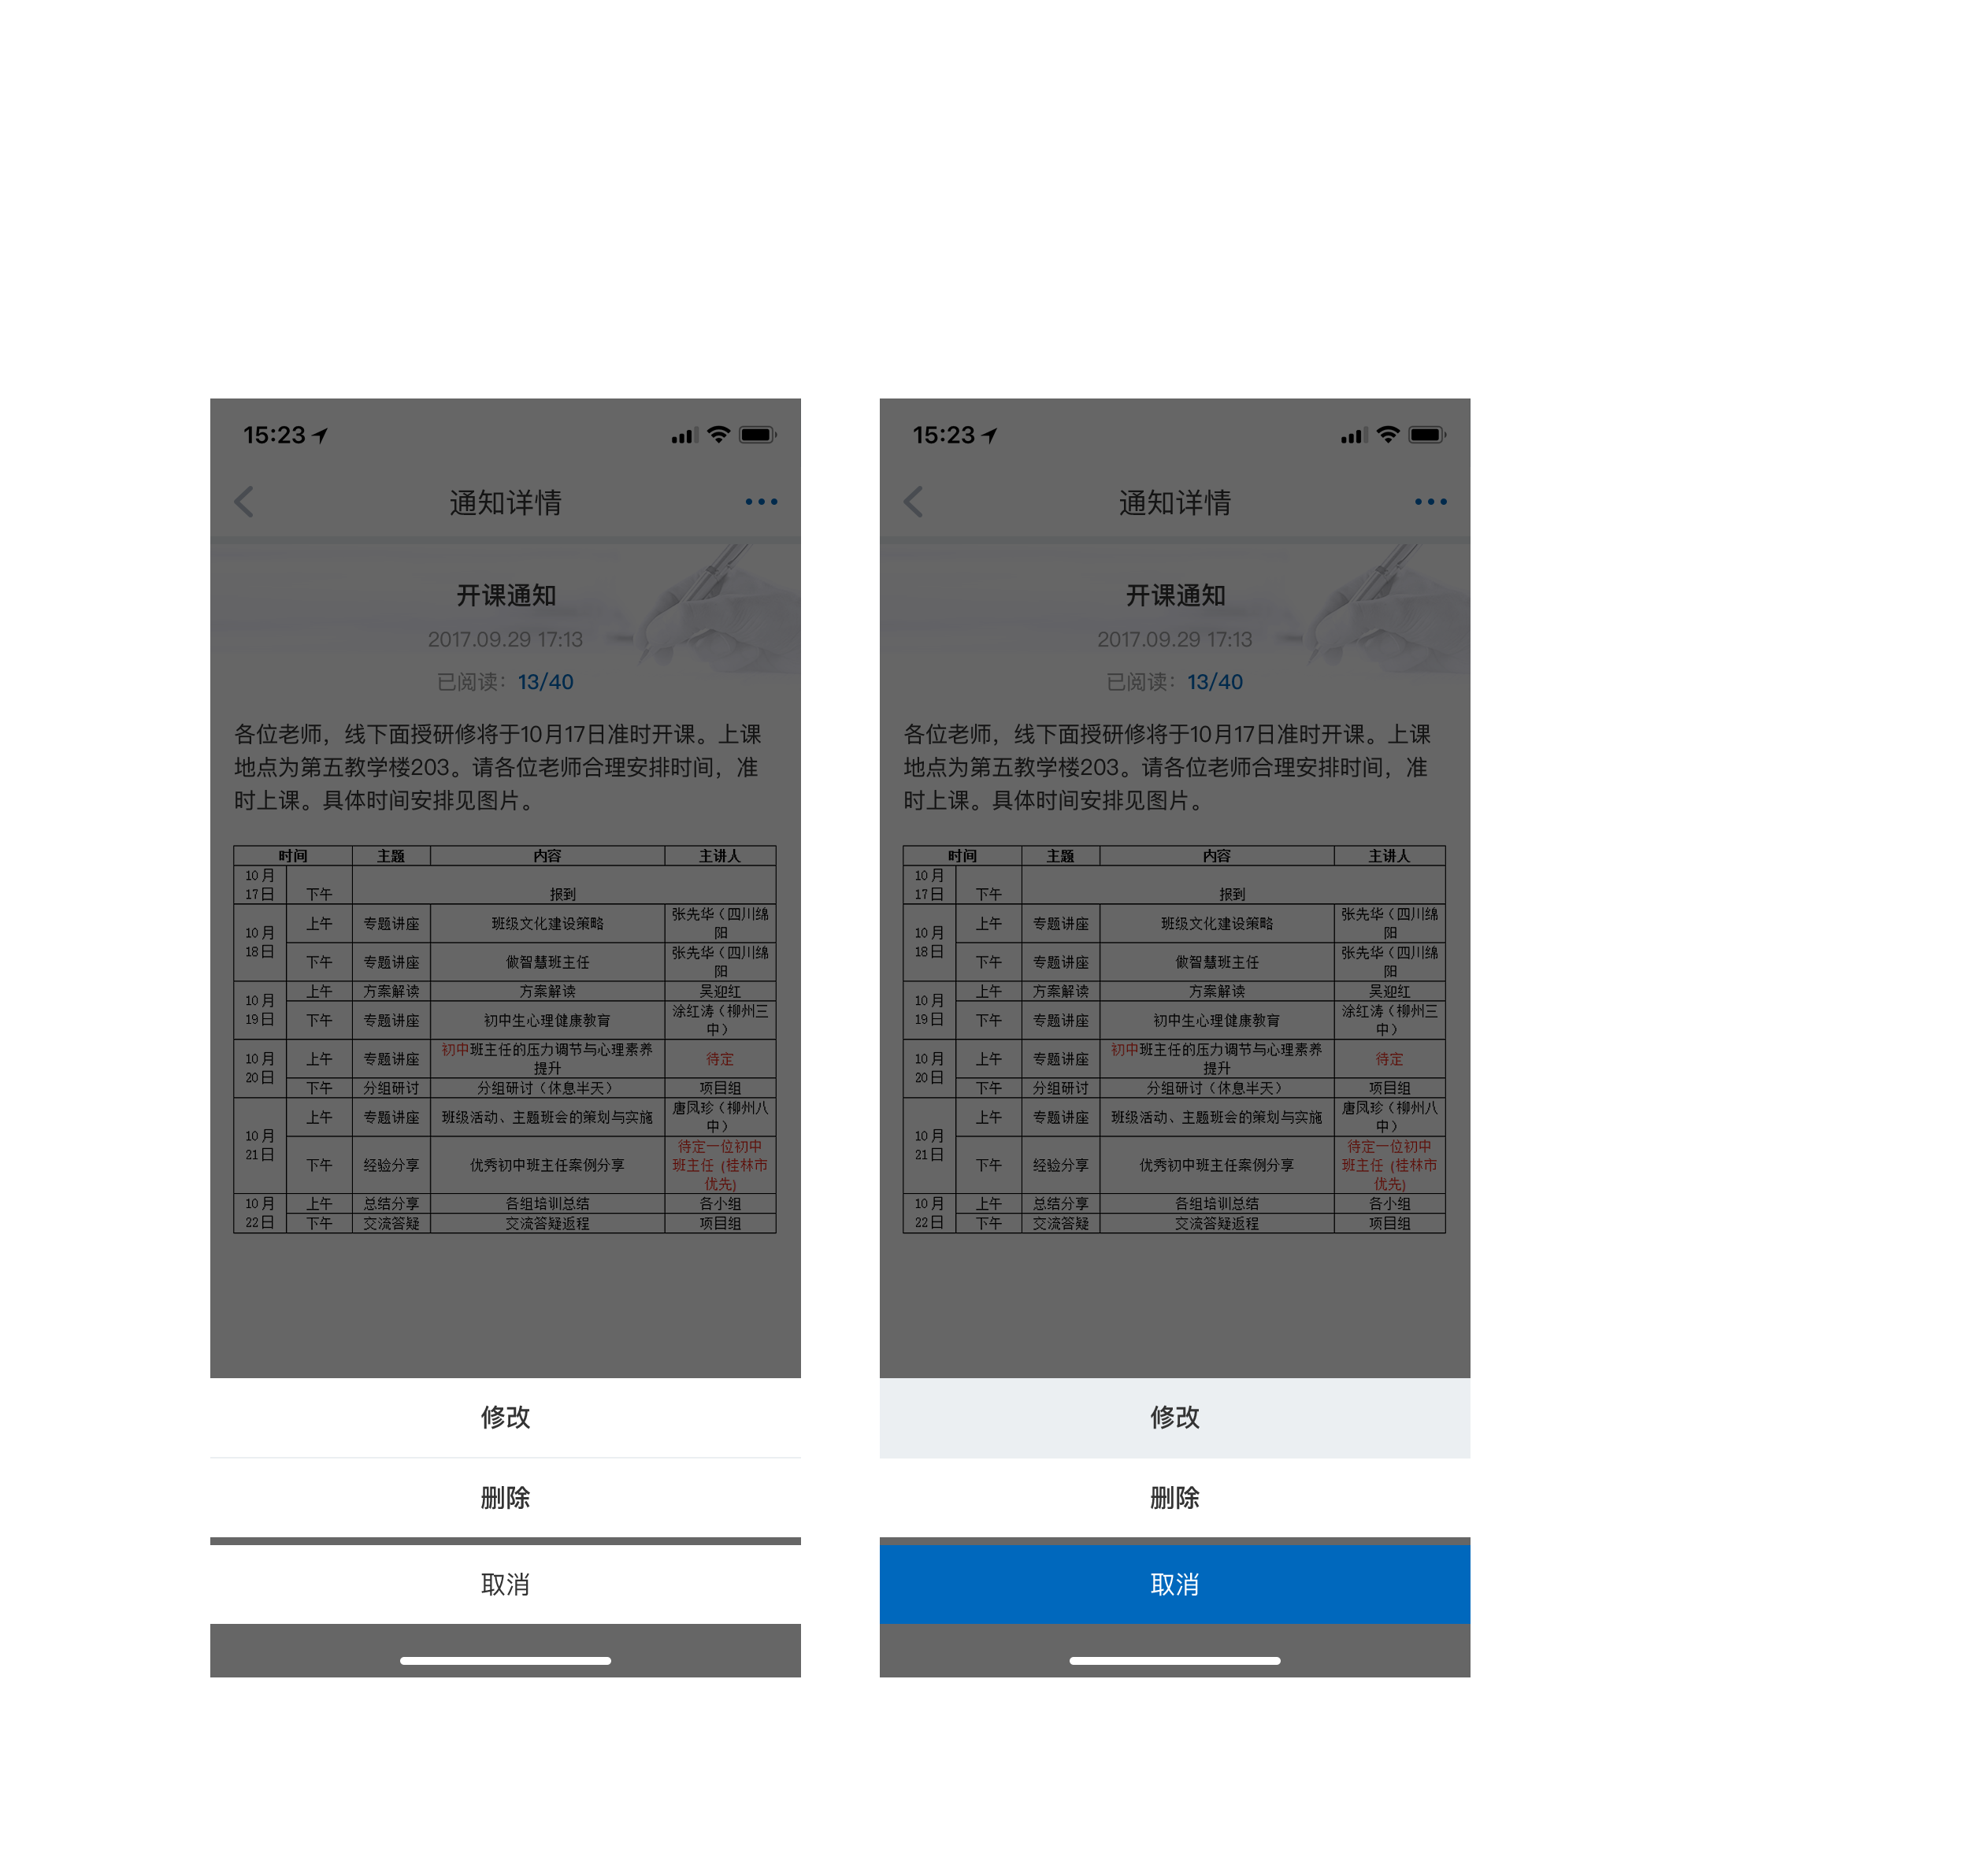 15:23
通知详情
开课通知
2017.09.29 17:13
已阅读：13/40
各位老师，线下面授研修将于10月17日准时开课。上课
地点为第五教学楼203。请各位老师合理安排时间，准
时上课。具体时间安排见图片。
时间 主题 内容 主讲人
10月
17日 下午 报到
10月
18日 上午 专题讲座 班级文化建设策略 张先华（四川绵
阳
下午 专题讲座 做智慧班主任 张先华（四川绵
阳
10月
19日 上午 方案解读 方案解读 吴迎红
下午 专题讲座 初中生心理健康教育 涂红涛（柳州三
中）
10月
20日 上午 专题讲座 初中班主任的压力调节与心理素养
提升 待定
下午 分组研讨 分组研讨（休息半天） 项目组
10月
21日 上午 专题讲座 班级活动、主题班会的策划与实施 唐凤珍（柳州八
中）
下午 经验分享 优秀初中班主任案例分享 待定一位初中
班主任 (桂林市
优先)
10月
22日 上午 总结分享 各组培训总结 各小组
下午 交流答疑 交流答疑返程 项目组
修改
删除
取消
15:23
通知详情
开课通知
2017.09.29 17:13
已阅读：13/40
各位老师，线下面授研修将于10月17日准时开课。上课
地点为第五教学楼203。请各位老师合理安排时间，准
时上课。具体时间安排见图片。
时间 主题 内容 主讲人
10月
17日 下午 报到
10月
18日 上午 专题讲座 班级文化建设策略 张先华（四川绵
阳
下午 专题讲座 做智慧班主任 张先华（四川绵
阳
10月
19日 上午 方案解读 方案解读 吴迎红
下午 专题讲座 初中生心理健康教育 涂红涛（柳州三
中）
10月
20日 上午 专题讲座 初中班主任的压力调节与心理素养
提升 待定
下午 分组研讨 分组研讨（休息半天） 项目组
10月
21日 上午 专题讲座 班级活动、主题班会的策划与实施 唐凤珍（柳州八
中）
下午 经验分享 优秀初中班主任案例分享 待定一位初中
班主任 (桂林市
优先)
10月
22日 上午 总结分享 各组培训总结 各小组
下午 交流答疑 交流答疑返程 项目组
修改
删除
取消